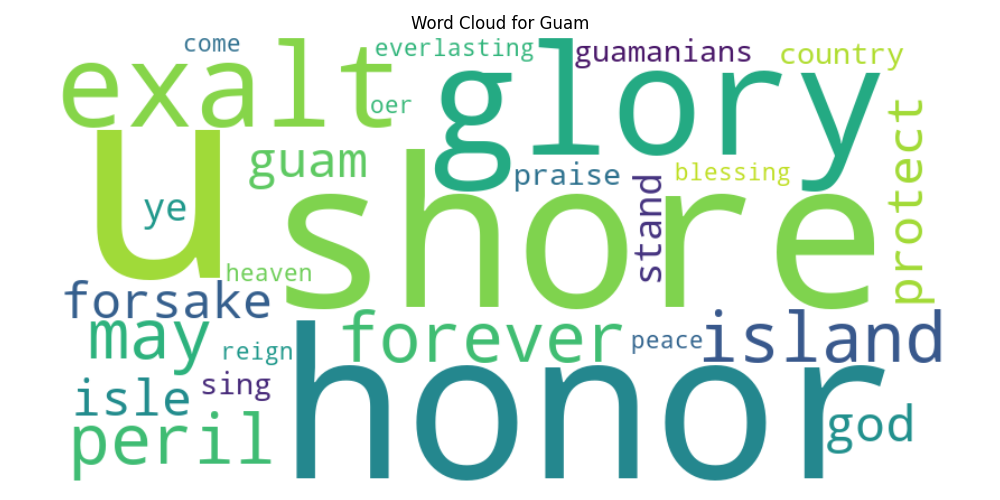 Word Cloud for Guam
come
everlasting
guamanians
country
exalt
oer
glory
protect
u
guam
ye
praise
stand
blessing
shore
heaven
forsake
may
reign
forever
peace
island
isle
sing
honor
peril
god